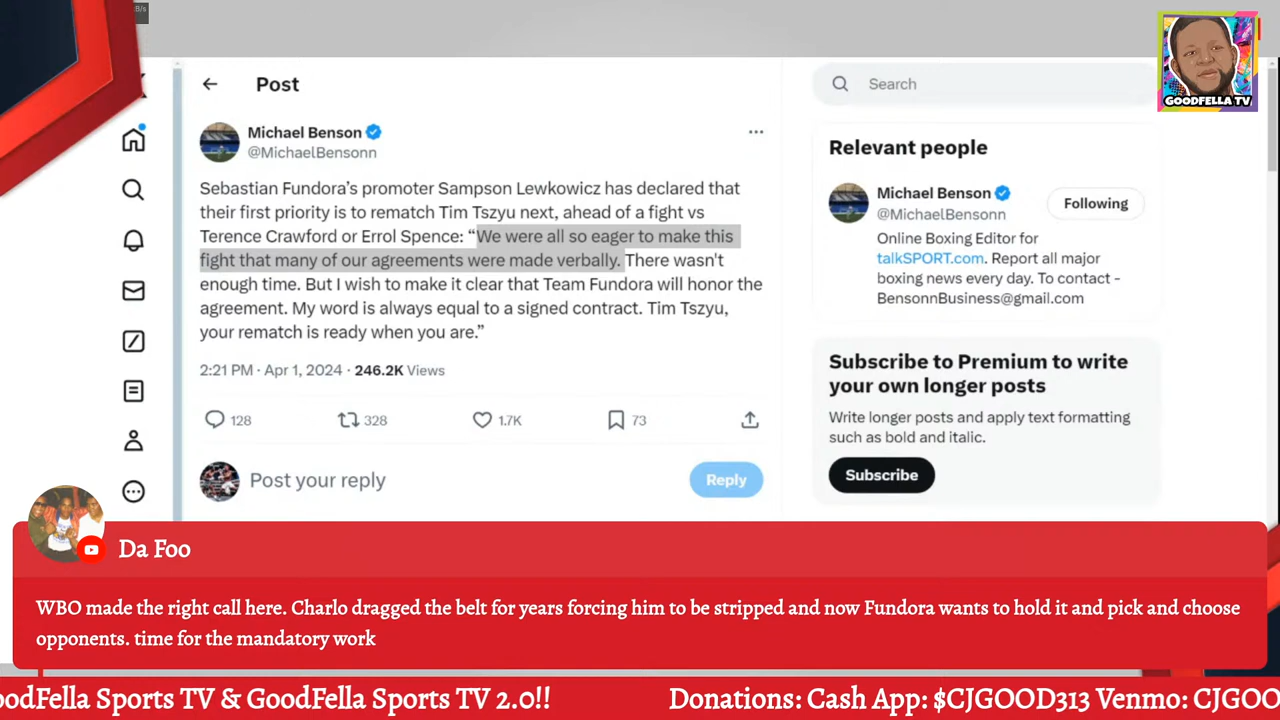 B/s
Post
Search
GOODFELLA TV
Michael Benson
@MichaelBensonn
Sebastian Fundora's promoter Sampson Lewkowicz has declared that
their first priority is to rematch Tim Tszyu next, ahead of a fight vs
Terence Crawford or Errol Spence: “We were all so eager to make this
fight that many of our agreements were made verbally. There wasn't
enough time. But I wish to make it clear that Team Fundora will honor the
agreement. My word is always equal to a signed contract. Tim Tszyu,
your rematch is ready when you are.”
2:21 PM · Apr 1, 2024 · 246.2K Views
128 328 1.7K 73
Post your reply
Reply
Relevant people
Michael Benson
@MichaelBensonn
Following
Online Boxing Editor for
talkSPORT.com. Report all major
boxing news every day. To contact -
BensonnBusiness@gmail.com
Subscribe to Premium to write
your own longer posts
Write longer posts and apply text formatting
such as bold and italic.
Subscribe
Da Foo
WBO made the right call here. Charlo dragged the belt for years forcing him to be stripped and now Fundora wants to hold it and pick and choose
opponents. time for the mandatory work
oodFella Sports TV & GoodFella Sports TV 2.0!! Donations: Cash App: $CJGOOD313 Venmo: CJGOO